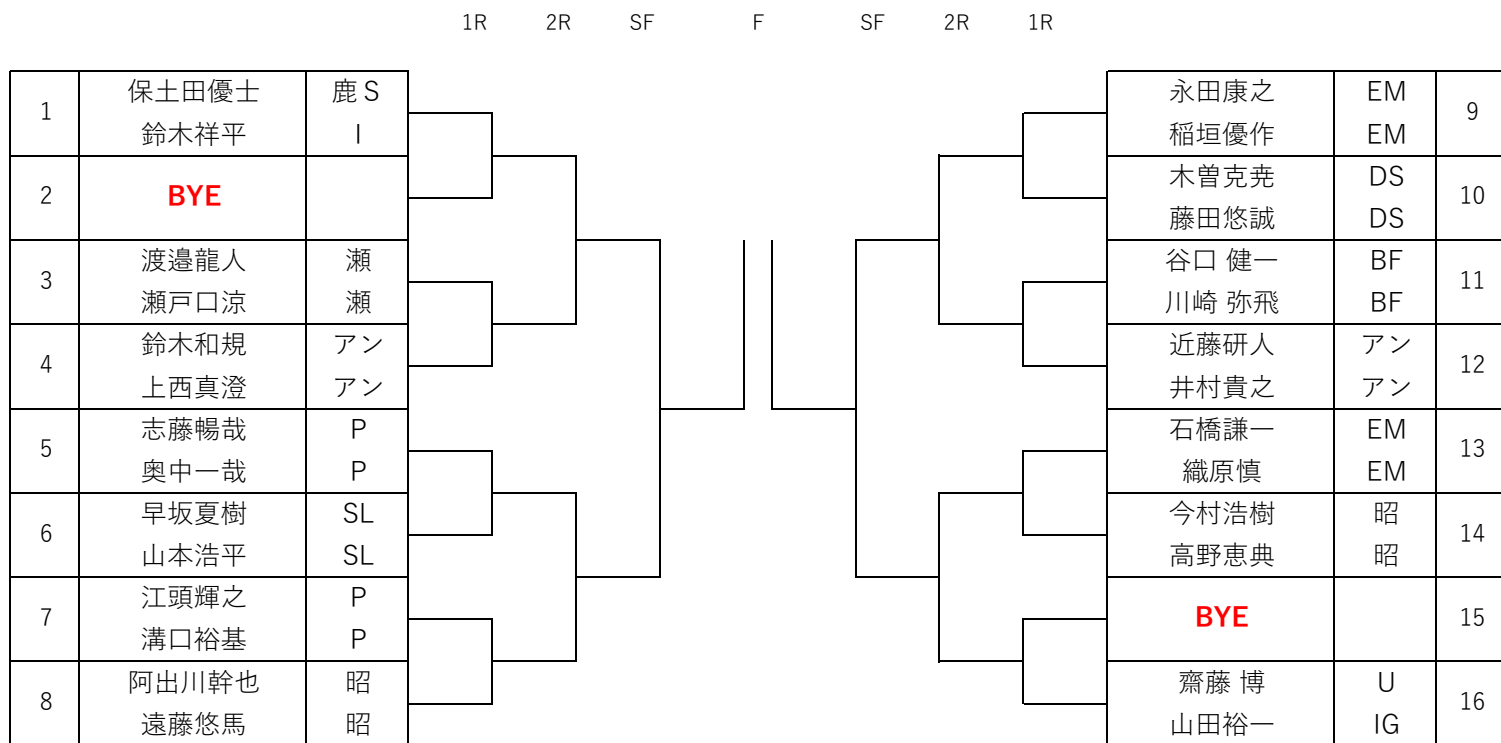 1R 2R SF F SF 2R 1R
1 保土田優士 鹿S
鈴木祥平 I
2 BYE
3 渡邉龍人 瀬
瀬戸口涼 瀬
4 鈴木和規 アン
上西真澄 アン
5 志藤暢哉 P
奥中一哉 P
6 早坂夏樹 SL
山本浩平 SL
7 江頭輝之 P
溝口裕基 P
8 阿出川幹也 昭
遠藤悠馬 昭
永田康之 EM 9
稲垣優作 EM
木曽克尭 DS 10
藤田悠誠 DS
谷口 健一 BF 11
川崎 弥飛 BF
近藤研人 アン 12
井村貴之 アン
石橋謙一 EM 13
織原慎 EM
今村浩樹 昭 14
高野恵典 昭
BYE 15
齋藤 博 U 16
山田裕一 IG